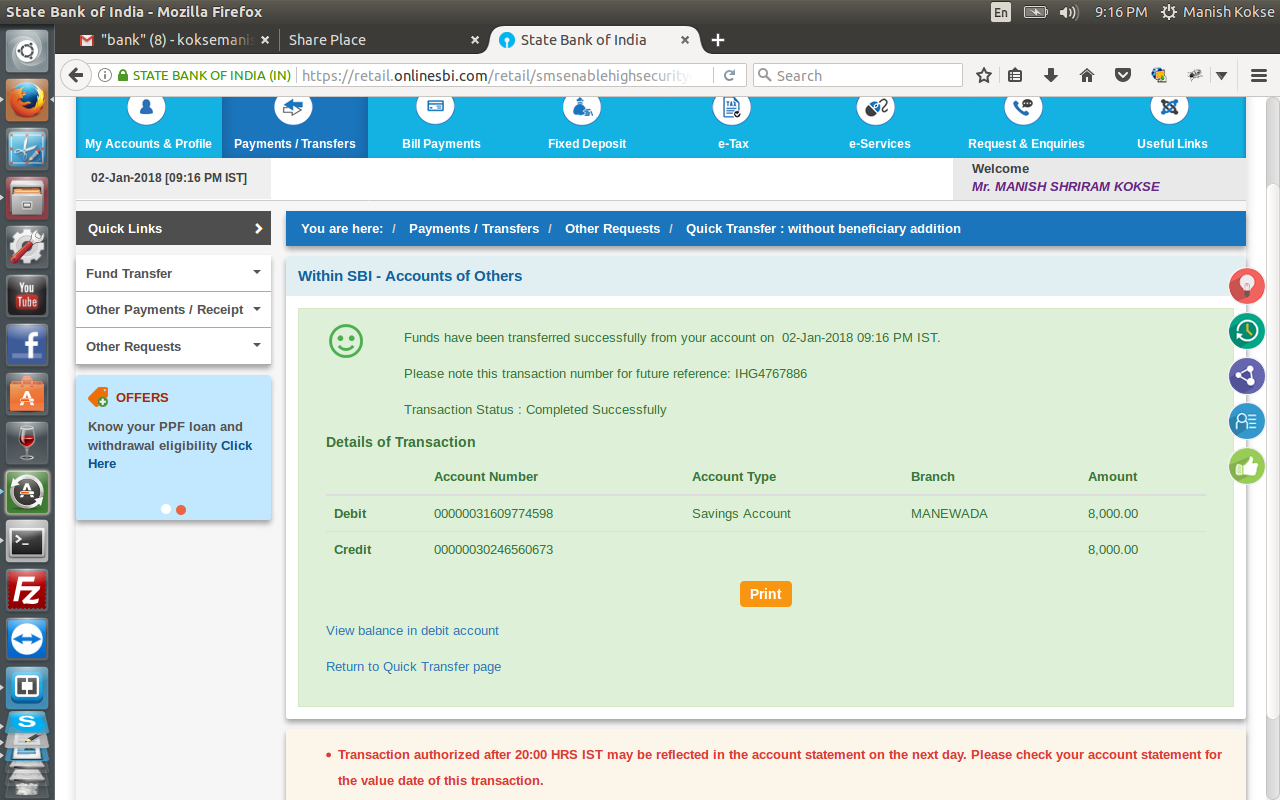 State Bank of India - Mozilla Firefox
En
9:16 PM
Manish Kokse
"bank" (8) - koksemanis
Share Place
State Bank of India
STATE BANK OF INDIA (IN)
https://retail.onlinesbi.com/retail/smsenablehighsecurity
Search
My Accounts & Profile
Payments / Transfers
Bill Payments
Fixed Deposit
e-Tax
e-Services
Request & Enquiries
Useful Links
02-Jan-2018 [09:16 PM IST]
Welcome
Mr. MANISH SHRIRAM KOKSE
Quick Links
You are here: / Payments / Transfers / Other Requests / Quick Transfer : without beneficiary addition
Fund Transfer
Other Payments / Receipt
Other Requests
OFFERS
Know your PPF loan and
withdrawal eligibility Click
Here
Within SBI - Accounts of Others
Funds have been transferred successfully from your account on 02-Jan-2018 09:16 PM IST.
Please note this transaction number for future reference: IHG4767886
Transaction Status : Completed Successfully
Details of Transaction
Account Number Account Type Branch Amount
Debit 00000031609774598 Savings Account MANEWADA 8,000.00
Credit 00000030246560673 8,000.00
Print
View balance in debit account
Return to Quick Transfer page
• Transaction authorized after 20:00 HRS IST may be reflected in the account statement on the next day. Please check your account statement for
the value date of this transaction.
You
Tube
f
A
A
>_
Fz
S
TAX